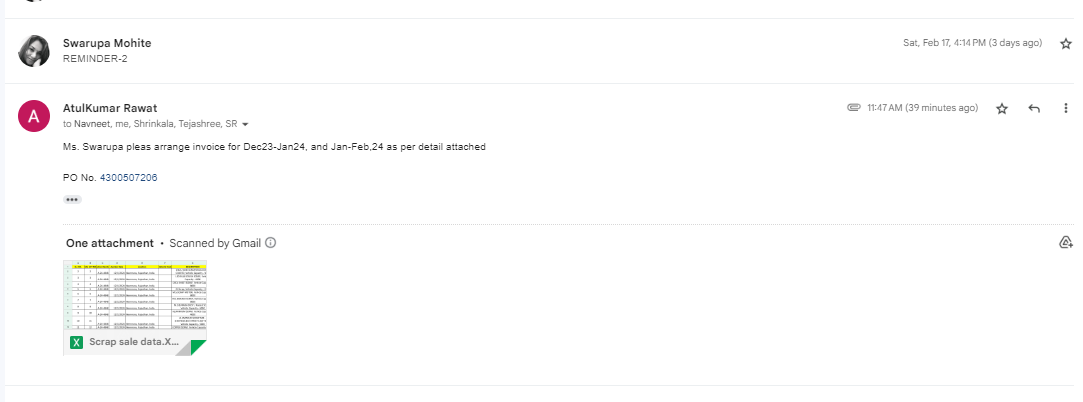 Swarupa Mohite
Sat, Feb 17, 4:14 PM (3 days ago)
REMINDER-2
A
AtulKumar Rawat
11:47 AM (39 minutes ago)
to Navneet, me, Shrinkala, Tejashree, SR
Ms. Swarupa pleas arrange invoice for Dec23-Jan24, and Jan-Feb,24 as per detail attached
PO No. 4300507206
One attachment • Scanned by Gmail
X Scrap sale data.X...